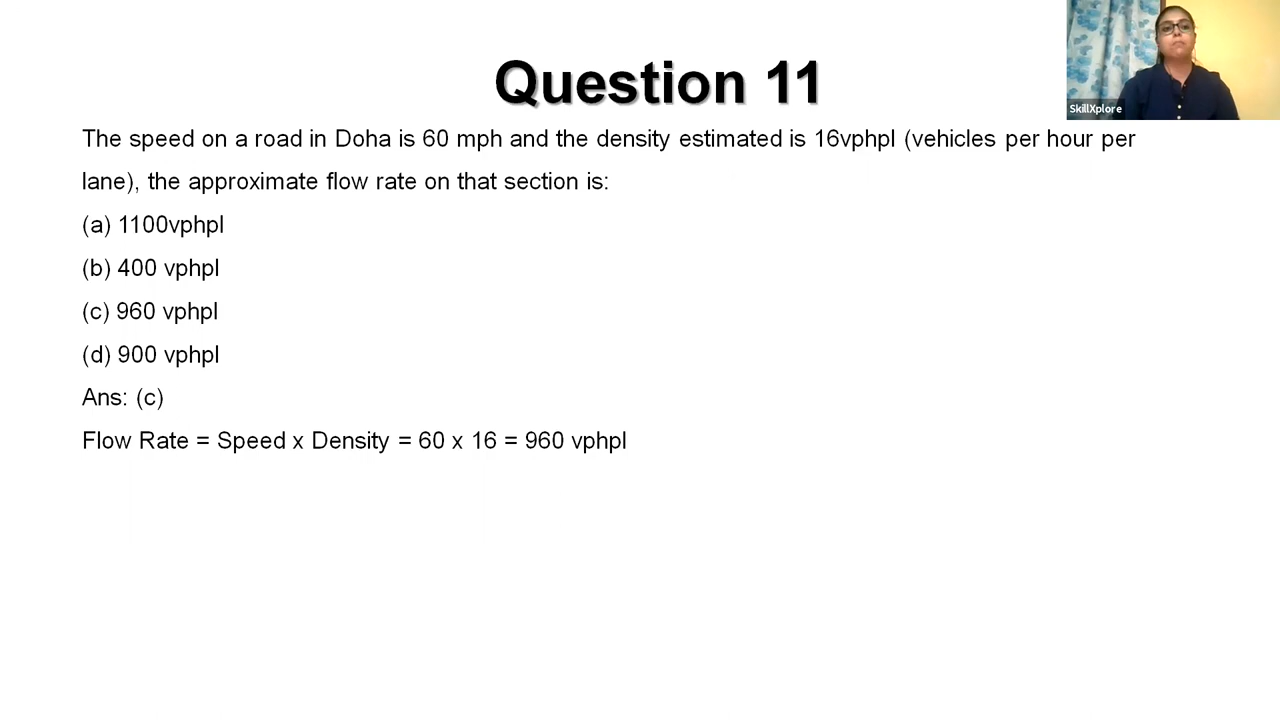 Question 11
SkillXplore
The speed on a road in Doha is 60 mph and the density estimated is 16vphpl (vehicles per hour per
lane), the approximate flow rate on that section is:
(a) 1100vphpl
(b) 400 vphpl
(c) 960 vphpl
(d) 900 vphpl
Ans: (c)
Flow Rate = Speed x Density = 60 x 16 = 960 vphpl